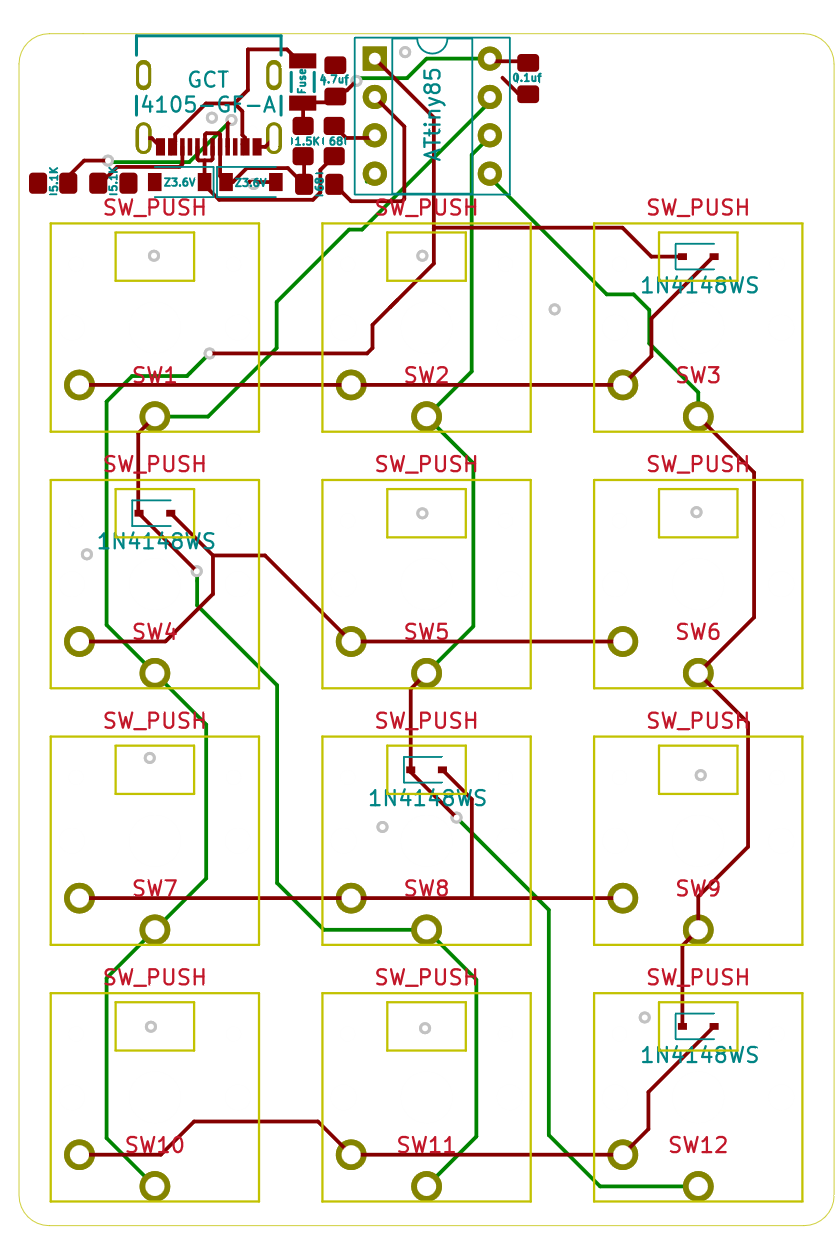 GCT
4105-GF-A
Fuse
4.7uf
ATtiny85
0.1uf
1.5K
68
5.1K
5.1K
Z3.6V
Z3.6V
68
SW_PUSH
SW_PUSH
SW_PUSH
1N4148WS
SW1
SW2
SW3
SW_PUSH
SW_PUSH
SW_PUSH
1N4148WS
SW4
SW5
SW6
SW_PUSH
SW_PUSH
SW_PUSH
1N4148WS
SW7
SW8
SW9
SW_PUSH
SW_PUSH
SW_PUSH
1N4148WS
SW10
SW11
SW12